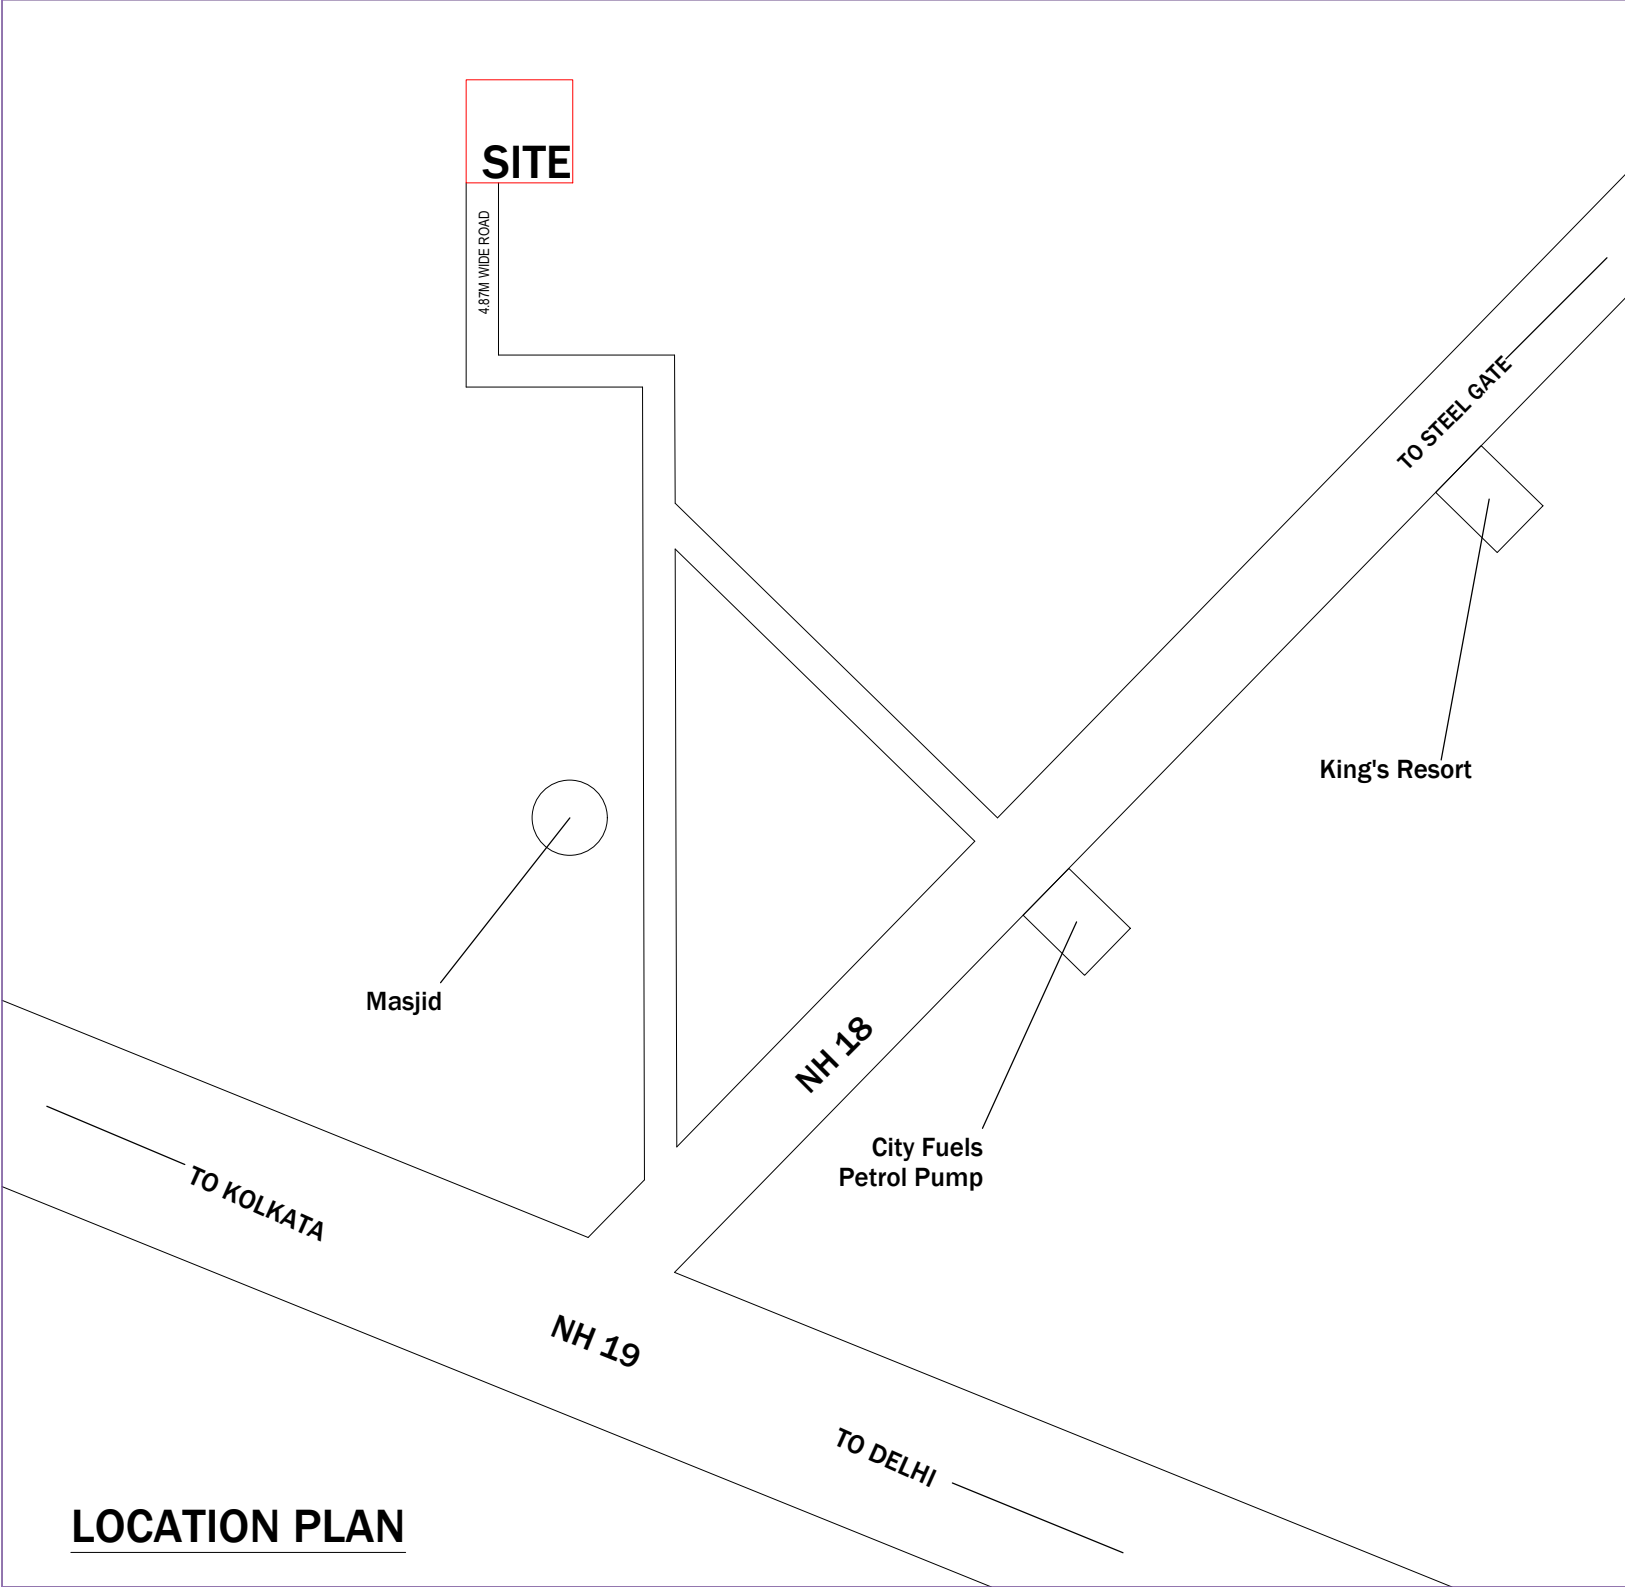 SITE
4.87M WIDE ROAD
TO STEEL GATE
King's Resort
Masjid
NH 18
City Fuels
Petrol Pump
TO KOLKATA
NH 19
TO DELHI
LOCATION PLAN